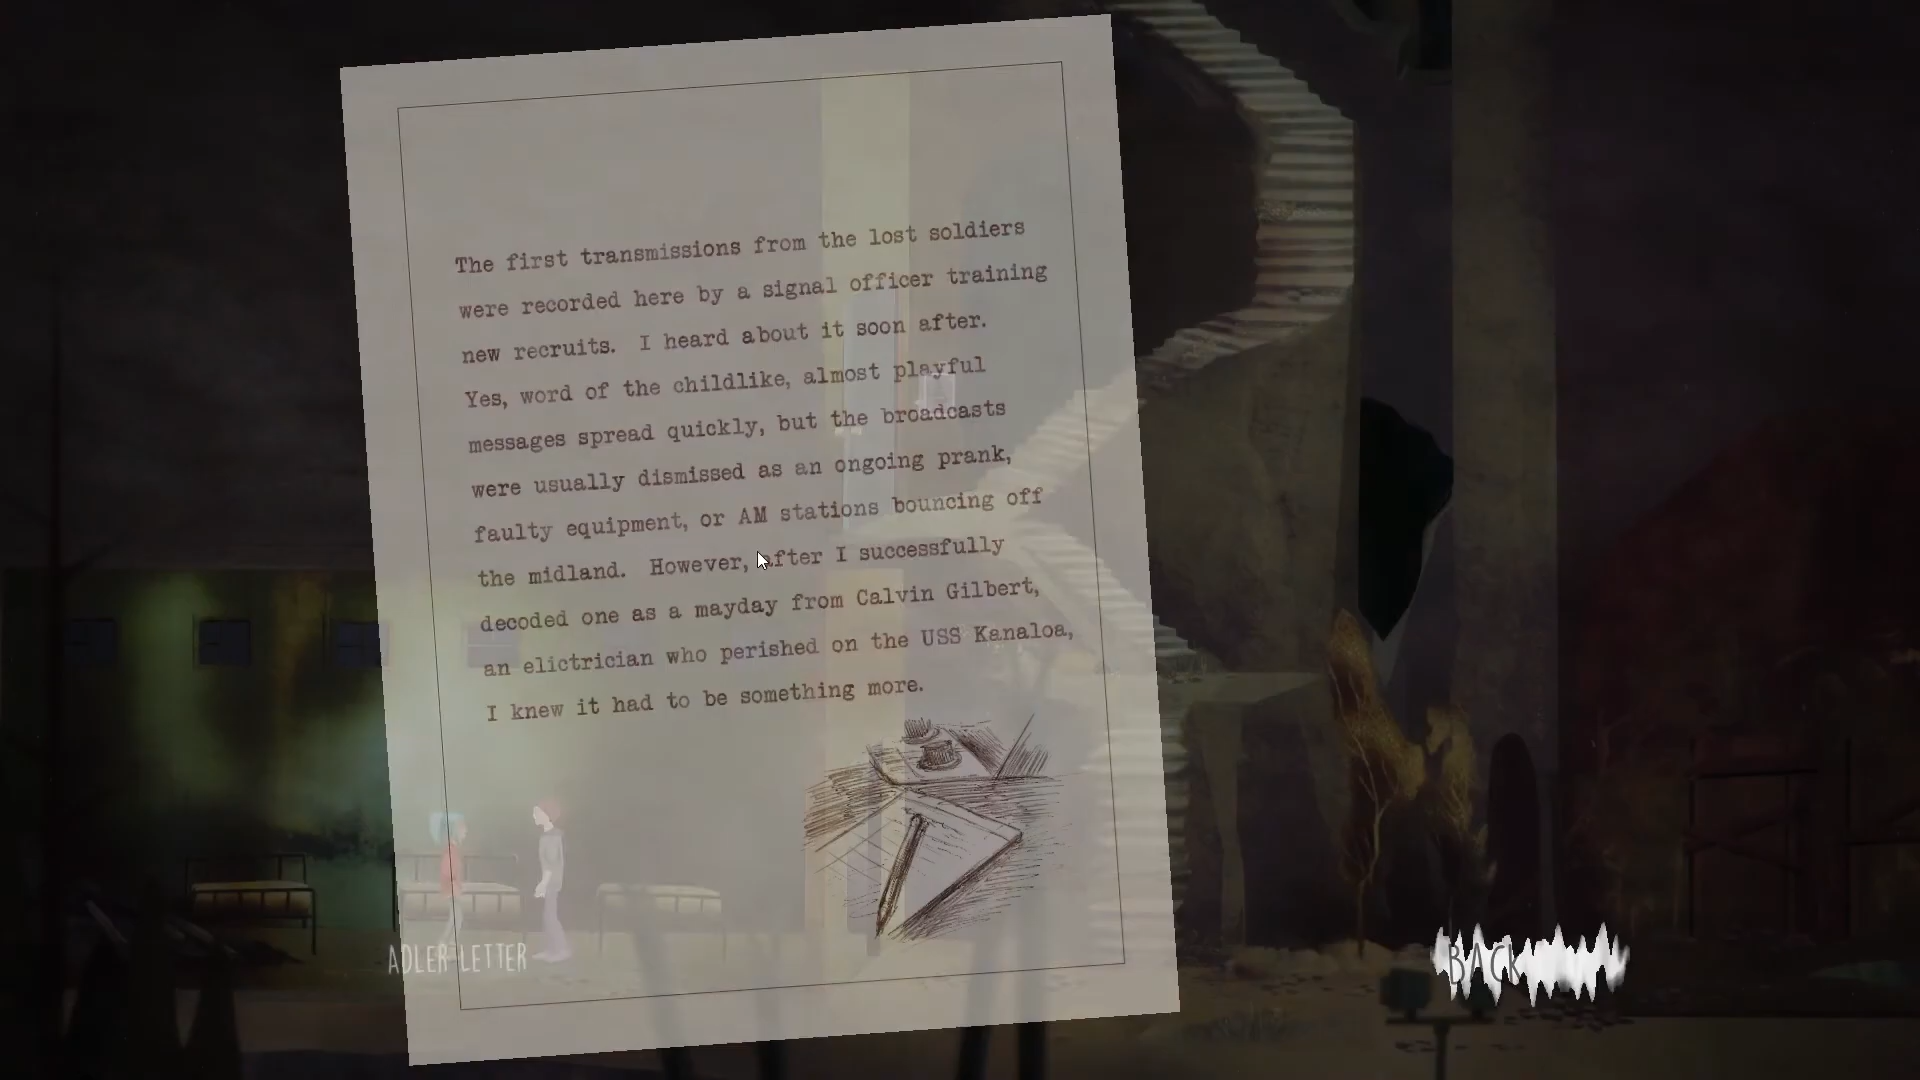 The first transmissions from the lost soldiers
were recorded here by a signal officer training
new recruits.  I heard about it soon after.
Yes, word of the childlike, almost playful
messages spread quickly, but the broadcasts
were usually dismissed as an ongoing prank,
faulty equipment, or AM stations bouncing off
the midland.  However, after I successfully
decoded one as a mayday from Calvin Gilbert,
an elictrician who perished on the USS Kanaloa,
I knew it had to be something more.
ADLER LETTER
BACK